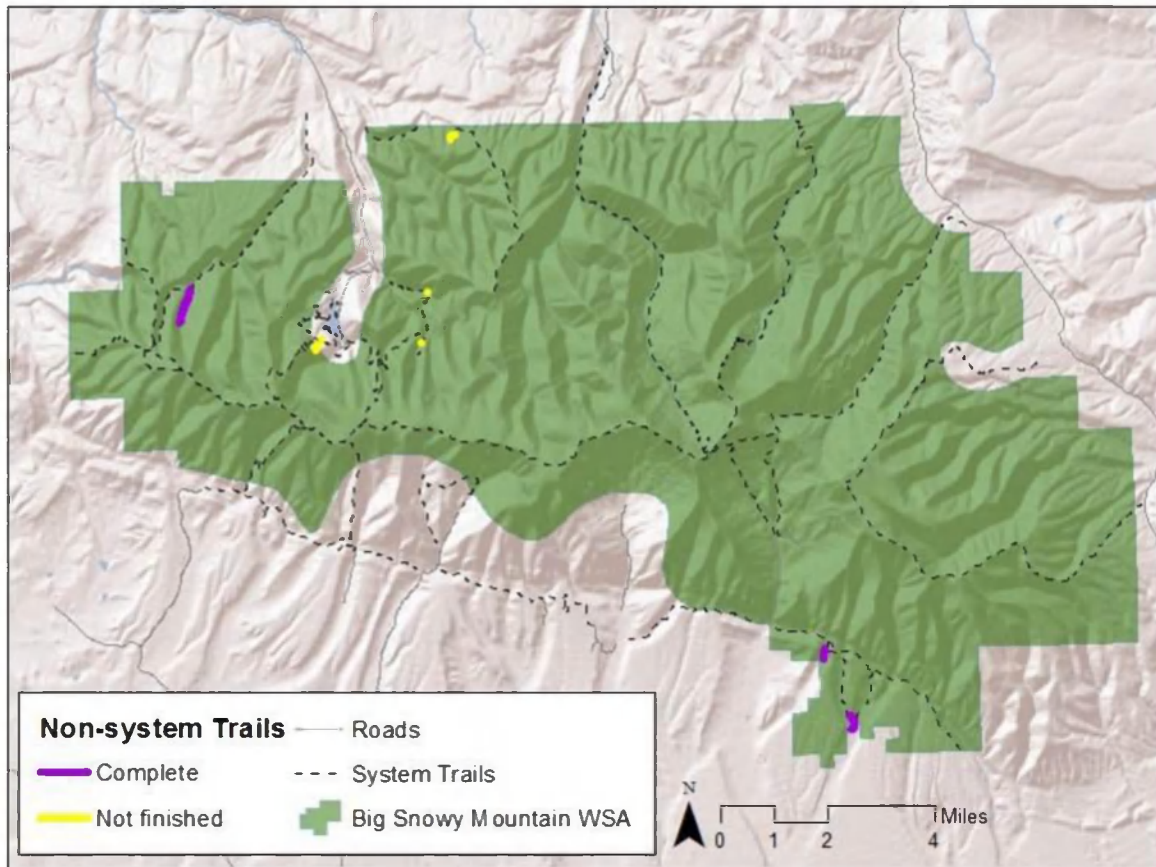 Non-system Trails
Roads
Complete
System Trails
Not finished
Big Snowy Mountain WSA
N
Miles
0 1 2 4